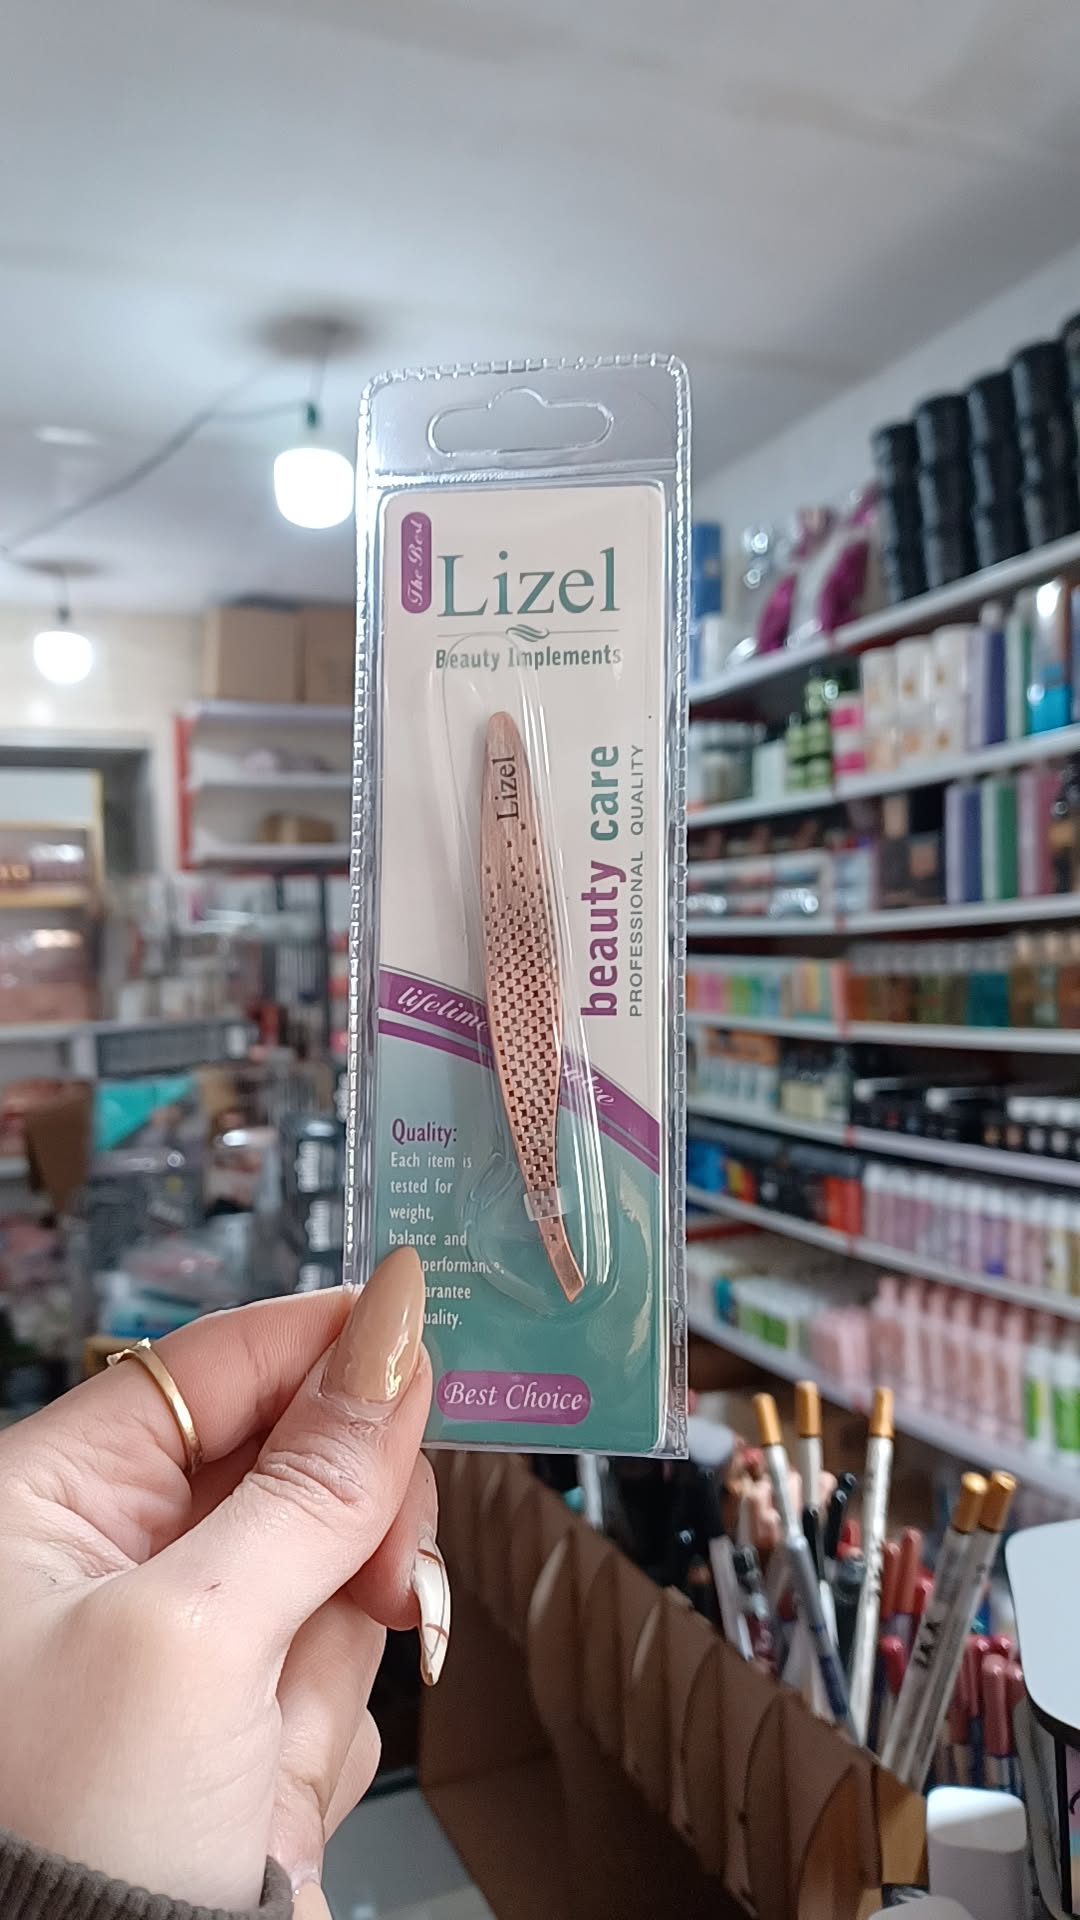 The Best
Lizel
Beauty Implements
Lizel
beauty care
PROFESSIONAL QUALITY
Quality:
Each item is
tested for
weight,
balance and
performance,
Best Choice